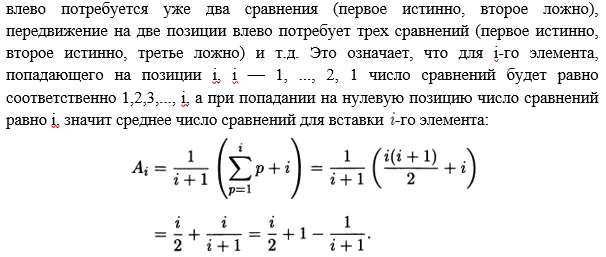 влево потребуется уже два сравнения (первое истинно, второе ложно),
передвижение на две позиции влево потребует трех сравнений (первое истинно,
второе истинно, третье ложно) и т.д. Это означает, что для i-го элемента,
попадающего на позиции i, i — 1, ..., 2, 1 число сравнений будет равно
соответственно 1,2,3,..., i, а при попадании на нулевую позицию число сравнений
равно i, значит среднее число сравнений для вставки i-го элемента:
A_i = \frac{1}{i+1} \left( \sum_{p=1}^{i} p + i \right) = \frac{1}{i+1} \left( \frac{i(i+1)}{2} + i \right)
= \frac{i}{2} + \frac{i}{i+1} = \frac{i}{2} + 1 - \frac{1}{i+1}.